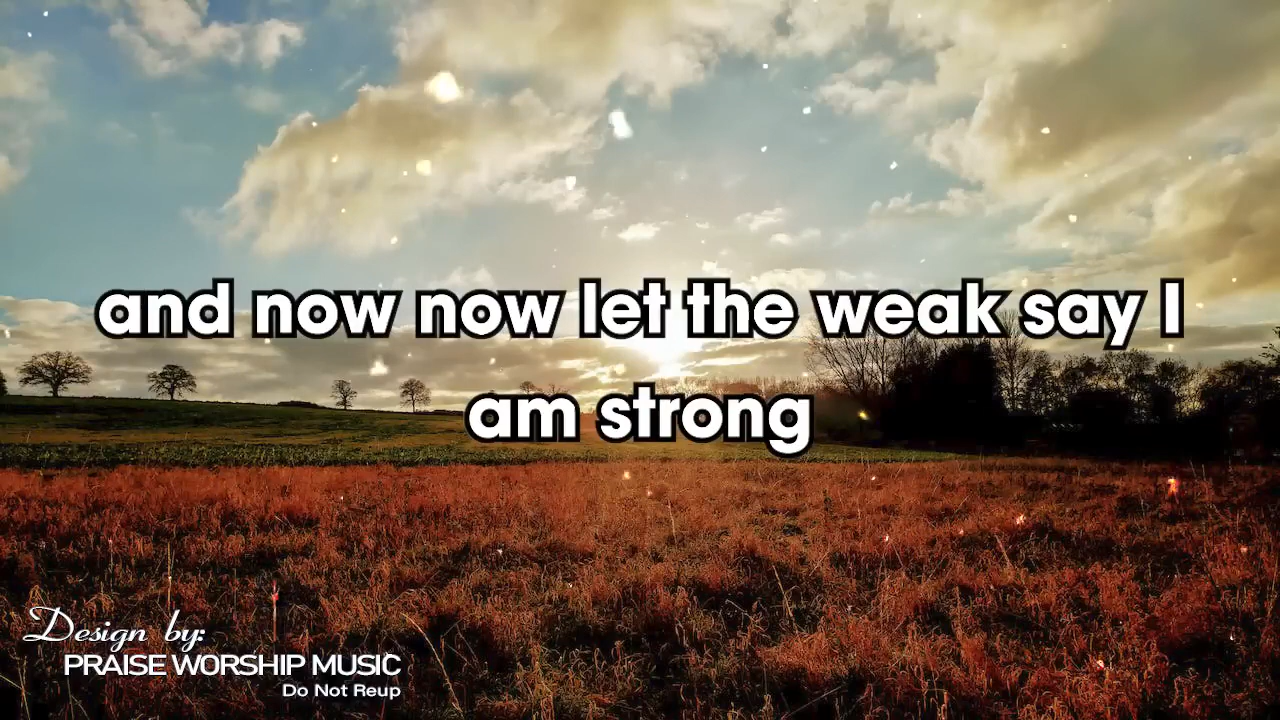 and now now let the weak say I
am strong
Design by:
PRAISE WORSHIP MUSIC
Do Not Reup